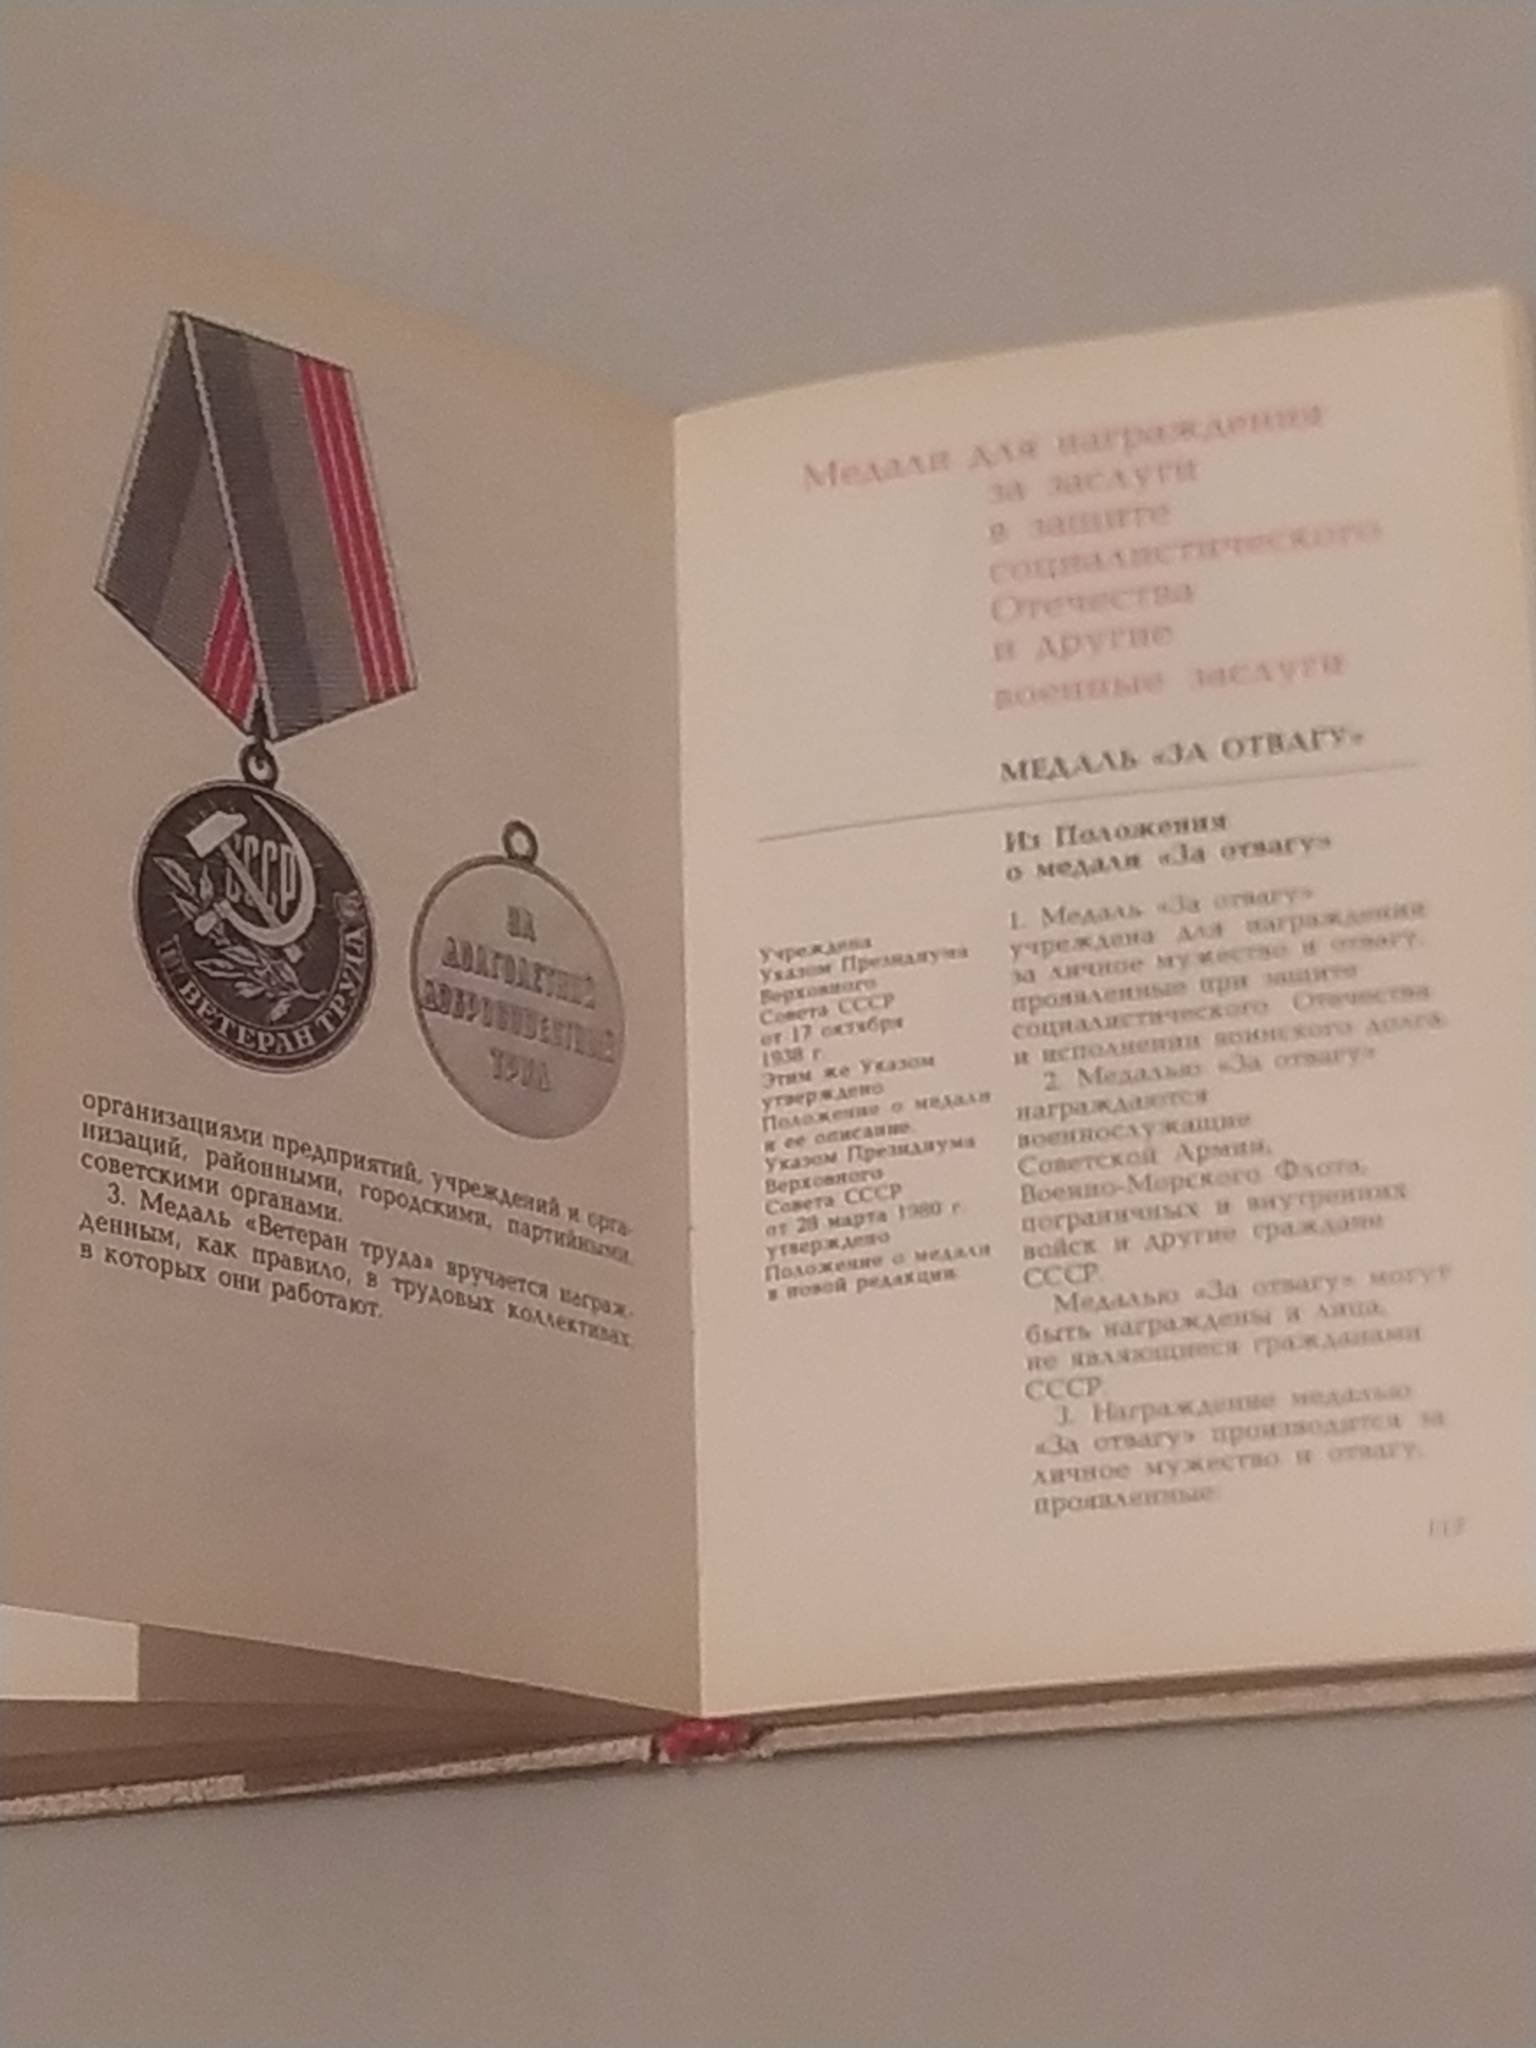 СССР
ВЕТЕРАН ТРУДА
ЗА
ДОЛГОЛЕТНИЙ
ДОБРОСОВЕСТНЫЙ
ТРУД
организациями предприятий, учреждений и орга-
низаций, районными, городскими, партийными,
советскими органами.
3. Медаль «Ветеран труда» вручается награж-
денным, как правило, в трудовых коллективах,
в которых они работают.
Медали для награждения
за заслуги
в защите
социалистического
Отечества
и другие
военные заслуги
МЕДАЛЬ «ЗА ОТВАГУ»
Из Положения
о медали «За отвагу»
Учреждена
Указом Президиума
Верховного
Совета СССР
от 17 октября
1938 г.
Этим же Указом
утверждено
Положение о медали
и ее описание.
Указом Президиума
Верховного
Совета СССР
от 28 марта 1980 г.
утверждено
Положение о медали
в новой редакции.
1. Медаль «За отвагу»
учреждена для награждения
за личное мужество и отвагу,
проявленные при защите
социалистического Отечества
и исполнении воинского долга.
2. Медалью «За отвагу»
награждаются
военнослужащие
Советской Армии,
Военно-Морского Флота,
пограничных и внутренних
войск и другие граждане
СССР.
Медалью «За отвагу» могут
быть награждены и лица,
не являющиеся гражданами
СССР.
3. Награждение медалью
«За отвагу» производится за
личное мужество и отвагу,
проявленные: